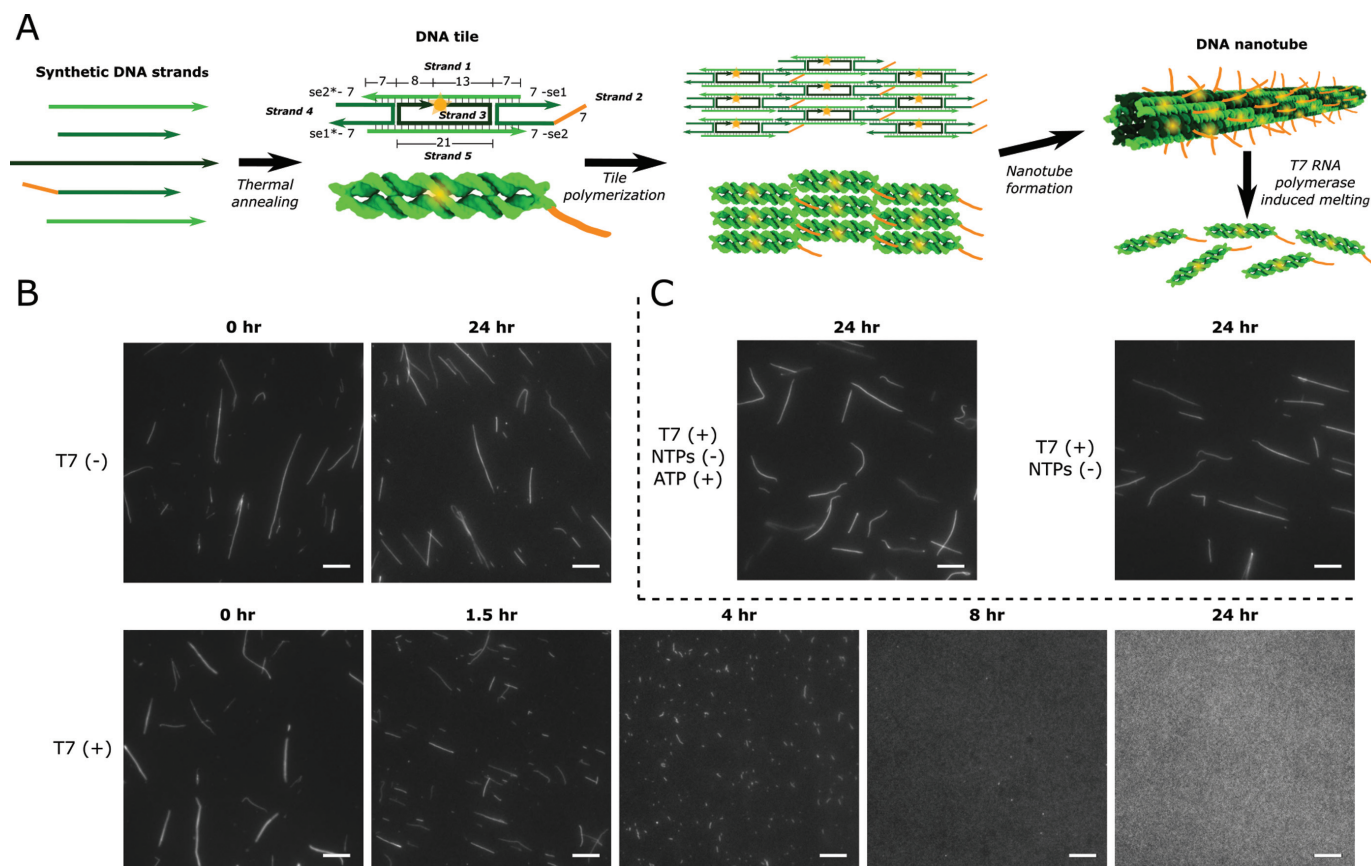 A
Synthetic DNA strands
Thermal
annealing
DNA tile
Strand 1
7
8
13
7
se2*- 7
7 -se1
Strand 4
Strand 2
Strand 3
7
se1*- 7
7 -se2
21
Strand 5
Tile
polymerization
Nanotube
formation
DNA nanotube
T7 RNA
polymerase
induced melting
B
0 hr
24 hr
T7 (-)
C
24 hr
24 hr
T7 (+)
NTPs (-)
ATP (+)
T7 (+)
NTPs (-)
0 hr
1.5 hr
4 hr
8 hr
24 hr
T7 (+)